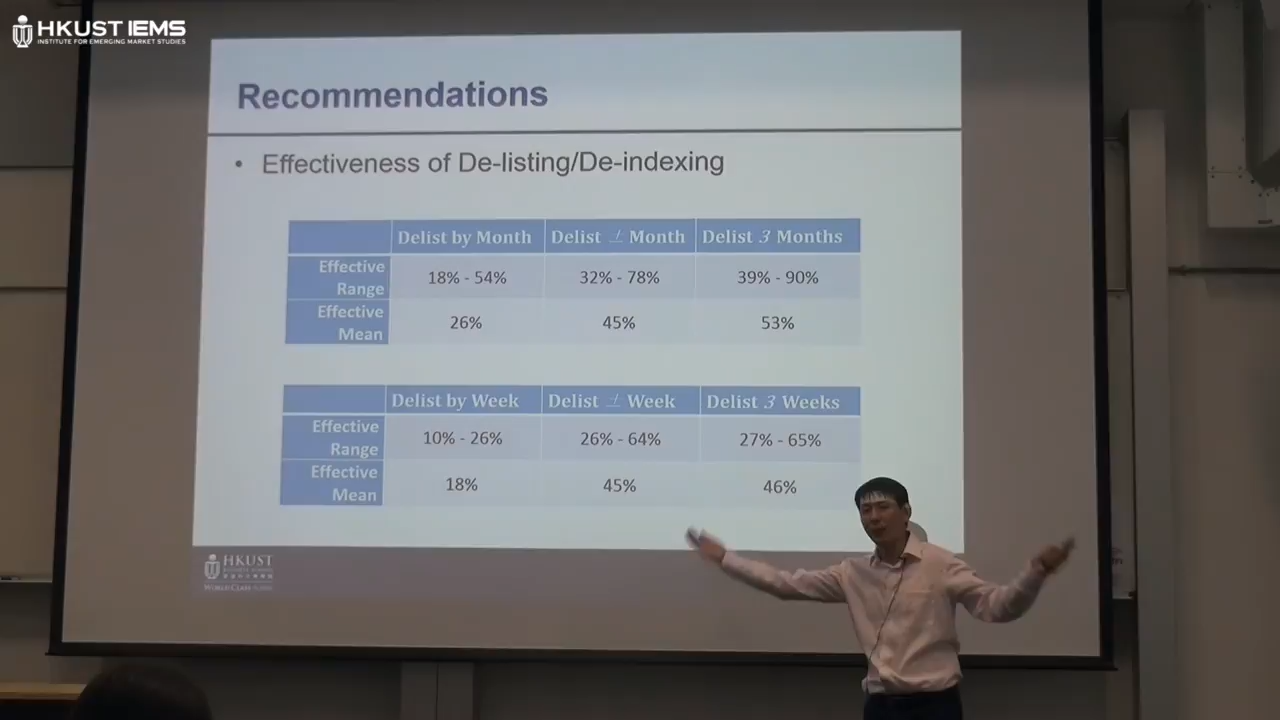 HKUST IEMS
INSTITUTE FOR EMERGING MARKET STUDIES
Recommendations
• Effectiveness of De-listing/De-indexing
Delist by Month Delist ± Month Delist 3 Months
Effective Range 18% - 54% 32% - 78% 39% - 90%
Effective Mean 26% 45% 53%
Delist by Week Delist ± Week Delist 3 Weeks
Effective Range 10% - 26% 26% - 64% 27% - 65%
Effective Mean 18% 45% 46%
HKUST
WORLD CLASS